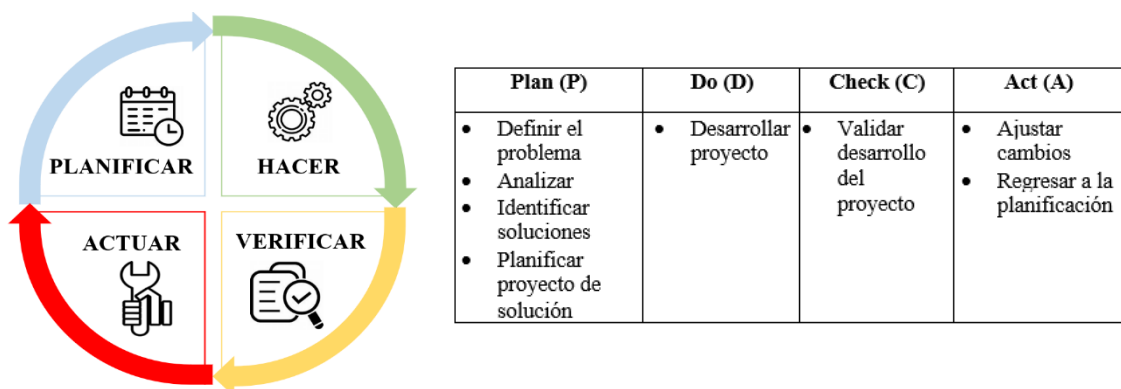 PLANIFICAR
HACER
ACTUAR
VERIFICAR
Plan (P)
Do (D)
Check (C)
Act (A)
• Definir el
problema
• Analizar
• Identificar
soluciones
• Planificar
proyecto de
solución
• Desarrollar
proyecto
• Validar
desarrollo
del
proyecto
• Ajustar
cambios
• Regresar a la
planificación